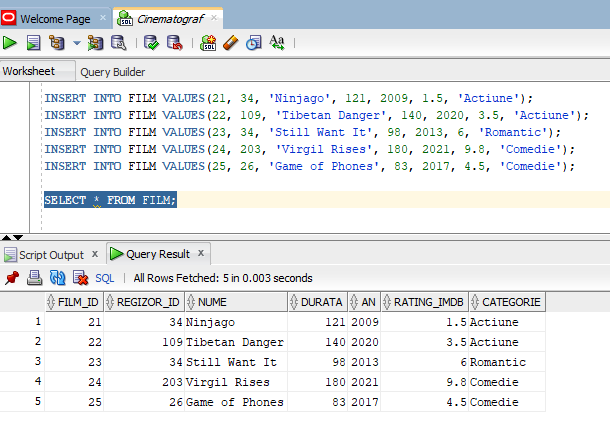 Welcome Page × Cinematograf ×
Worksheet Query Builder
INSERT INTO FILM VALUES(21, 34, 'Ninjago', 121, 2009, 1.5, 'Actiune');
INSERT INTO FILM VALUES(22, 109, 'Tibetan Danger', 140, 2020, 3.5, 'Actiune');
INSERT INTO FILM VALUES(23, 34, 'Still Want It', 98, 2013, 6, 'Romantic');
INSERT INTO FILM VALUES(24, 203, 'Virgil Rises', 180, 2021, 9.8, 'Comedie');
INSERT INTO FILM VALUES(25, 26, 'Game of Phones', 83, 2017, 4.5, 'Comedie');
SELECT * FROM FILM;
Script Output × Query Result ×
SQL | All Rows Fetched: 5 in 0.003 seconds
FILM_ID REGIZOR_ID NUME DURATA AN RATING_IMDB CATEGORIE
1 21 34 Ninjago 121 2009 1.5 Actiune
2 22 109 Tibetan Danger 140 2020 3.5 Actiune
3 23 34 Still Want It 98 2013 6 Romantic
4 24 203 Virgil Rises 180 2021 9.8 Comedie
5 25 26 Game of Phones 83 2017 4.5 Comedie